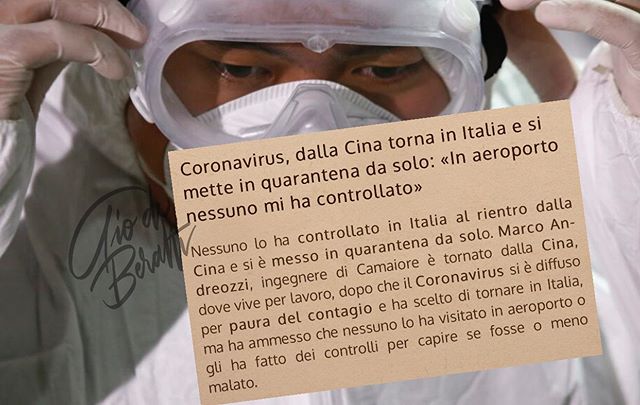 Coronavirus, dalla Cina torna in Italia e si
mette in quarantena da solo: «In aeroporto
nessuno mi ha controllato»
Nessuno lo ha controllato in Italia al rientro dalla
Cina e si è messo in quarantena da solo. Marco An-
dreozzi, ingegnere di Camaiore è tornato dalla Cina,
dove vive per lavoro, dopo che il Coronavirus si è diffuso
per paura del contagio e ha scelto di tornare in Italia,
ma ha ammesso che nessuno lo ha visitato in aeroporto o
gli ha fatto dei controlli per capire se fosse o meno
malato.
Gio di